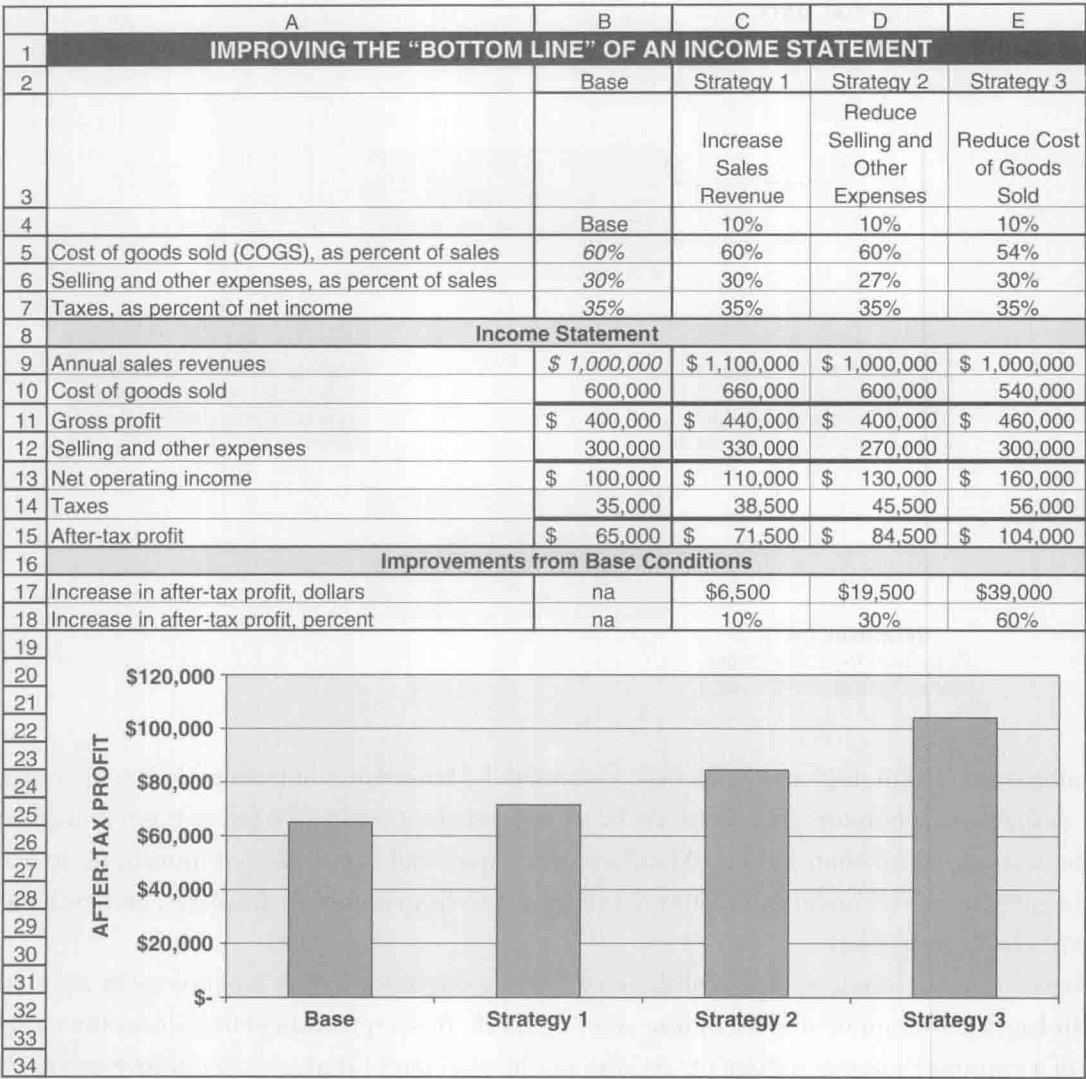 A B C D E
1 IMPROVING THE “BOTTOM LINE” OF AN INCOME STATEMENT
2 Base Strategy 1 Strategy 2 Strategy 3
Reduce
Increase Selling and Reduce Cost
Sales Other of Goods
3 Revenue Expenses Sold
4 Base 10% 10% 10%
5 Cost of goods sold (COGS), as percent of sales 60% 60% 60% 54%
6 Selling and other expenses, as percent of sales 30% 30% 27% 30%
7 Taxes, as percent of net income 35% 35% 35% 35%
8 Income Statement
9 Annual sales revenues $ 1,000,000 $ 1,100,000 $ 1,000,000 $ 1,000,000
10 Cost of goods sold 600,000 660,000 600,000 540,000
11 Gross profit $ 400,000 $ 440,000 $ 400,000 $ 460,000
12 Selling and other expenses 300,000 330,000 270,000 300,000
13 Net operating income $ 100,000 $ 110,000 $ 130,000 $ 160,000
14 Taxes 35,000 38,500 45,500 56,000
15 After-tax profit $ 65,000 $ 71,500 $ 84,500 $ 104,000
16 Improvements from Base Conditions
17 Increase in after-tax profit, dollars na $6,500 $19,500 $39,000
18 Increase in after-tax profit, percent na 10% 30% 60%
19
20 $120,000
21
22 $100,000
23
24 $80,000
25
26 $60,000
27
28 $40,000
29
30 $20,000
31
32 $-
33 Base Strategy 1 Strategy 2 Strategy 3
34
AFTER-TAX PROFIT